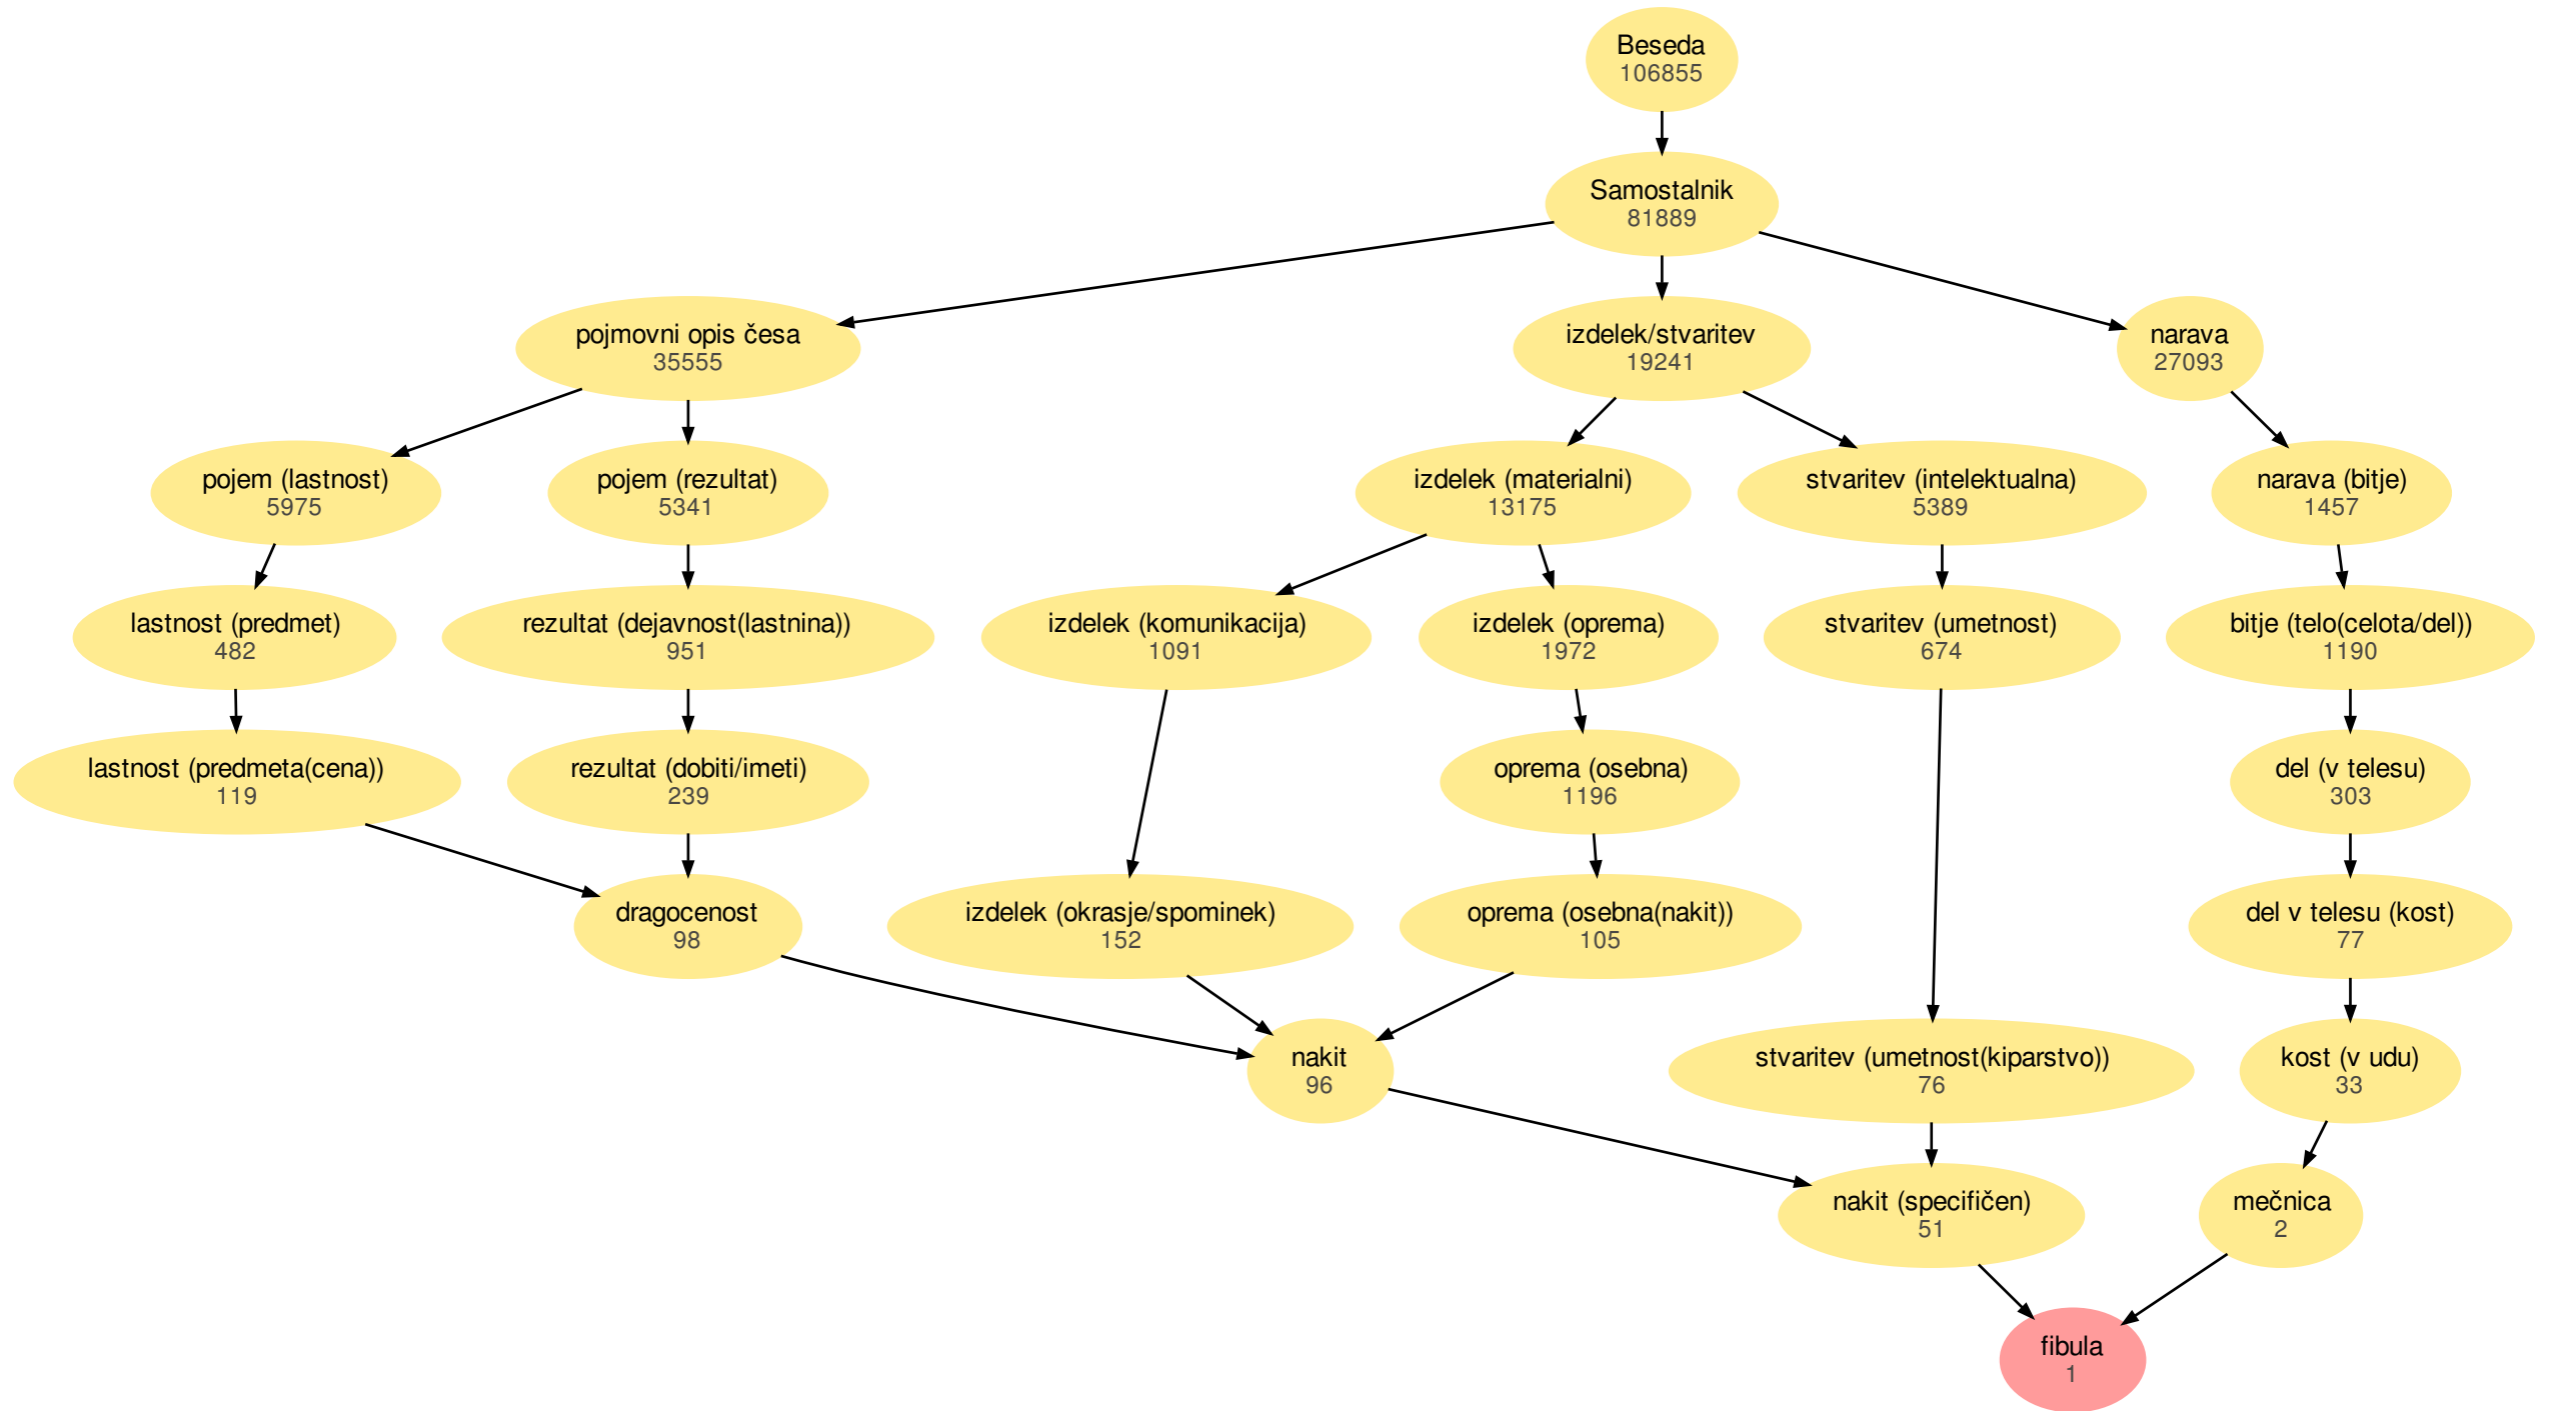 Beseda
106855
Samostalnik
81889
pojmovni opis česa
35555
izdelek/stvaritev
19241
narava
27093
pojem (lastnost)
5975
pojem (rezultat)
5341
izdelek (materialni)
13175
stvaritev (intelektualna)
5389
narava (bitje)
1457
lastnost (predmet)
482
rezultat (dejavnost(lastnina))
951
izdelek (komunikacija)
1091
izdelek (oprema)
1972
stvaritev (umetnost)
674
bitje (telo(celota/del))
1190
lastnost (predmeta(cena))
119
rezultat (dobiti/imeti)
239
oprema (osebna)
1196
del (v telesu)
303
dragocenost
98
izdelek (okrasje/spominek)
152
oprema (osebna(nakit))
105
del v telesu (kost)
77
nakit
96
stvaritev (umetnost(kiparstvo))
76
kost (v udu)
33
nakit (specifičen)
51
mečnica
2
fibula
1